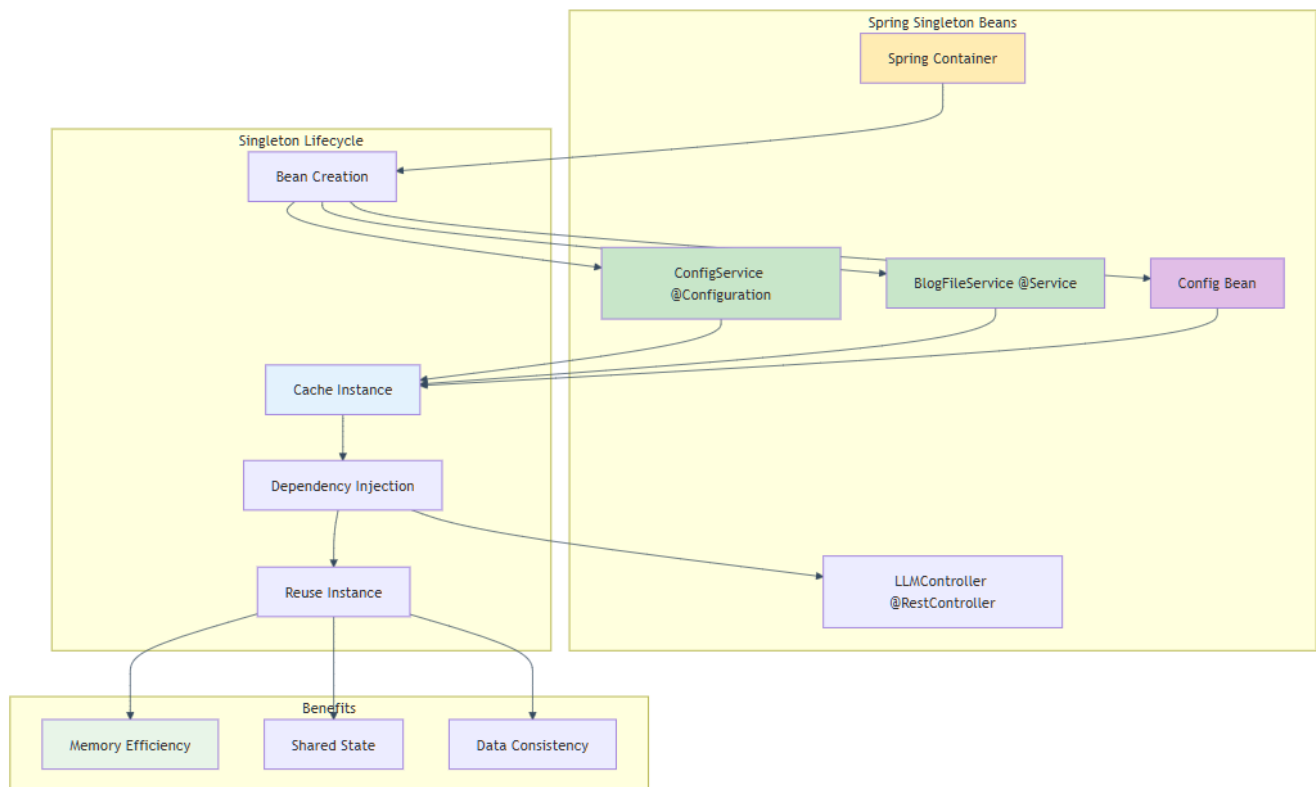 Spring Singleton Beans
Spring Container
Singleton Lifecycle
Bean Creation
ConfigService
@Configuration
BlogFileService @Service
Config Bean
Cache Instance
Dependency Injection
Reuse Instance
LLMController
@RestController
Benefits
Memory Efficiency
Shared State
Data Consistency